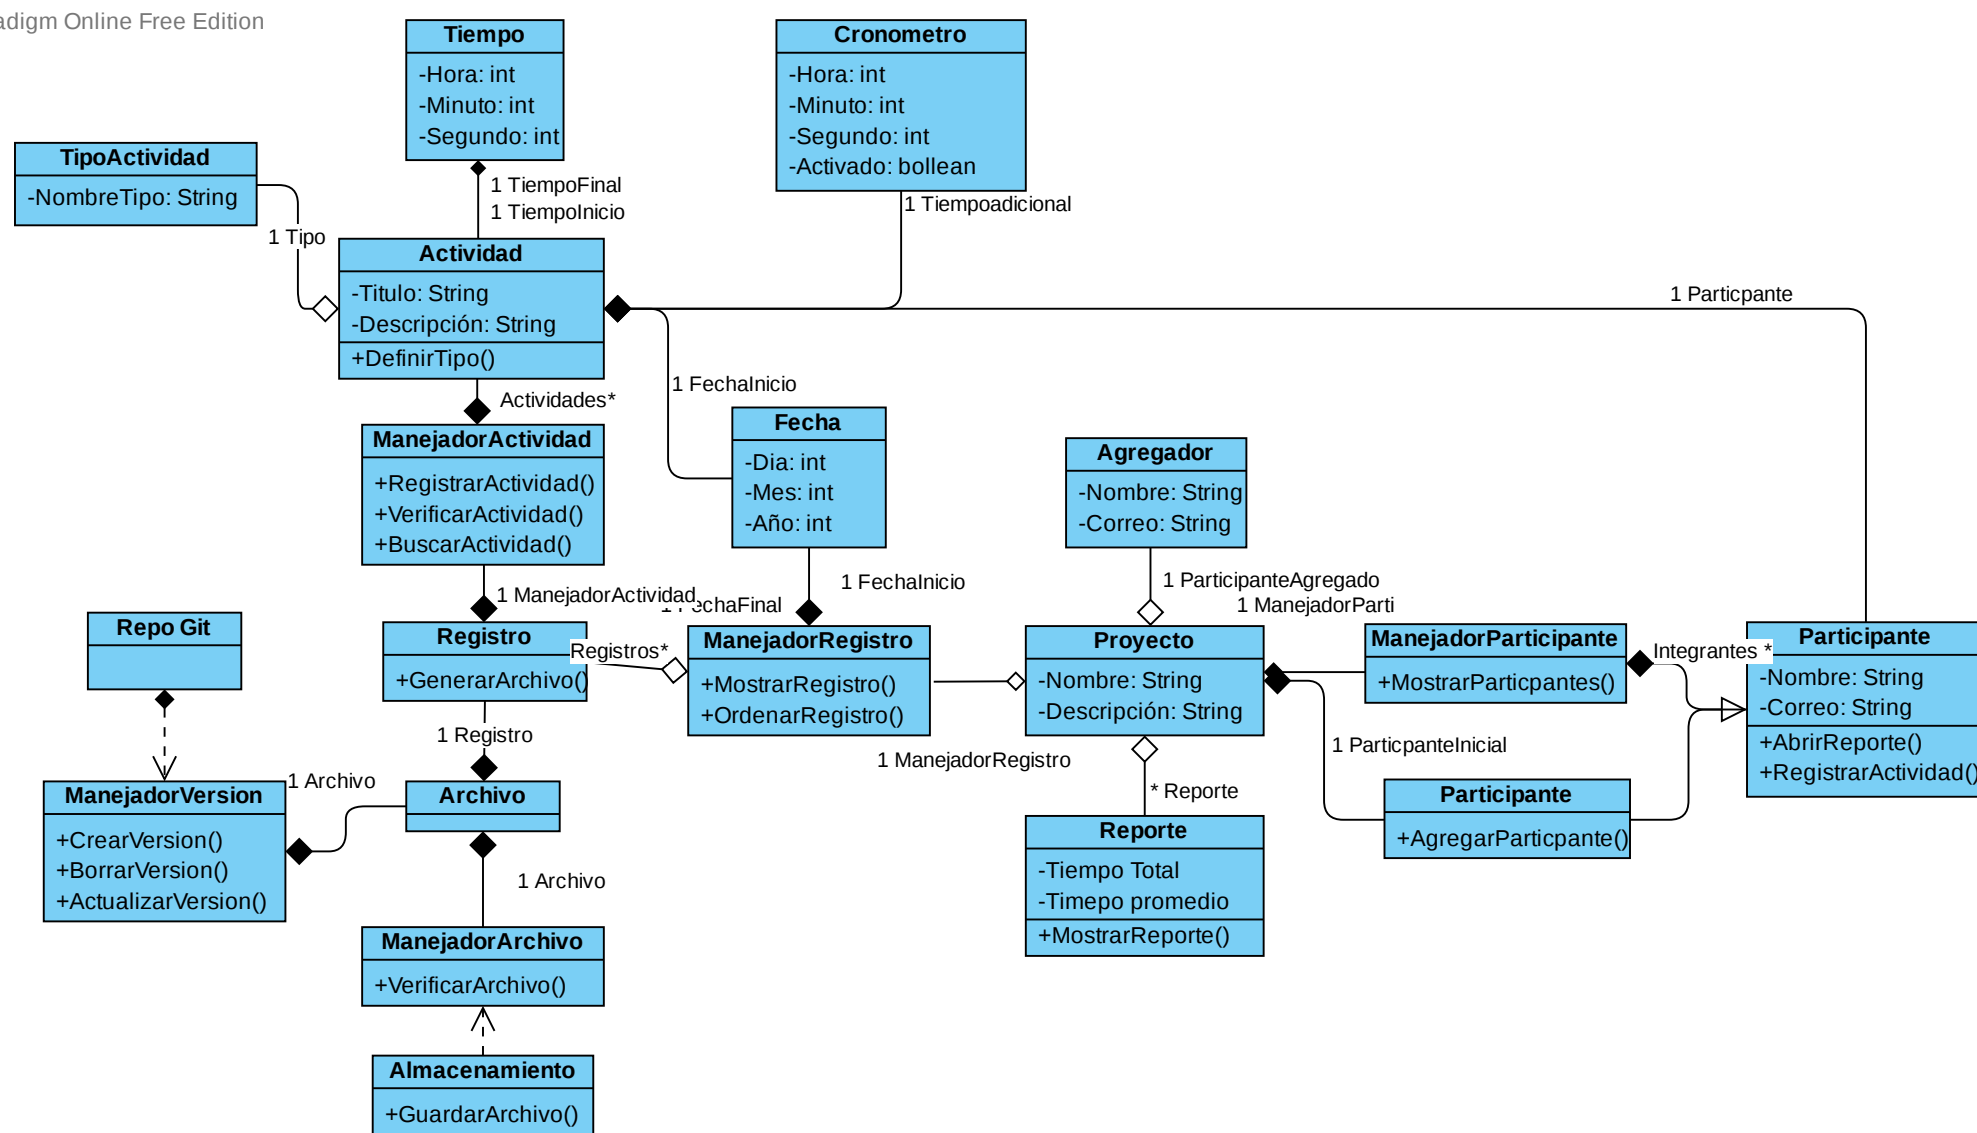 adigm Online Free Edition
Tiempo
-Hora: int
-Minuto: int
-Segundo: int
Cronometro
-Hora: int
-Minuto: int
-Segundo: int
-Activado: bollean
TipoActividad
-NombreTipo: String
1 TiempoFinal
1 TiempoInicio
1 Tiempoadicional
1 Tipo
Actividad
-Titulo: String
-Descripción: String
+DefinirTipo()
1 Particpante
1 FechaInicio
Actividades*
ManejadorActividad
+RegistrarActividad()
+VerificarActividad()
+BuscarActividad()
Fecha
-Dia: int
-Mes: int
-Año: int
Agregador
-Nombre: String
-Correo: String
1 ManejadorActividad
1 FechaFinal
1 FechaInicio
1 ParticipanteAgregado
1 ManejadorParti
Repo Git
Registro
+GenerarArchivo()
Registros*
ManejadorRegistro
+MostrarRegistro()
+OrdenarRegistro()
Proyecto
-Nombre: String
-Descripción: String
ManejadorParticipante
+MostrarParticpantes()
Integrantes *
Participante
-Nombre: String
-Correo: String
+AbrirReporte()
+RegistrarActividad()
1 Registro
1 ManejadorRegistro
1 ParticpanteInicial
ManejadorVersion
+CrearVersion()
+BorrarVersion()
+ActualizarVersion()
1 Archivo
Archivo
* Reporte
Reporte
-Tiempo Total
-Timepo promedio
+MostrarReporte()
Participante
+AgregarParticpante()
1 Archivo
ManejadorArchivo
+VerificarArchivo()
Almacenamiento
+GuardarArchivo()